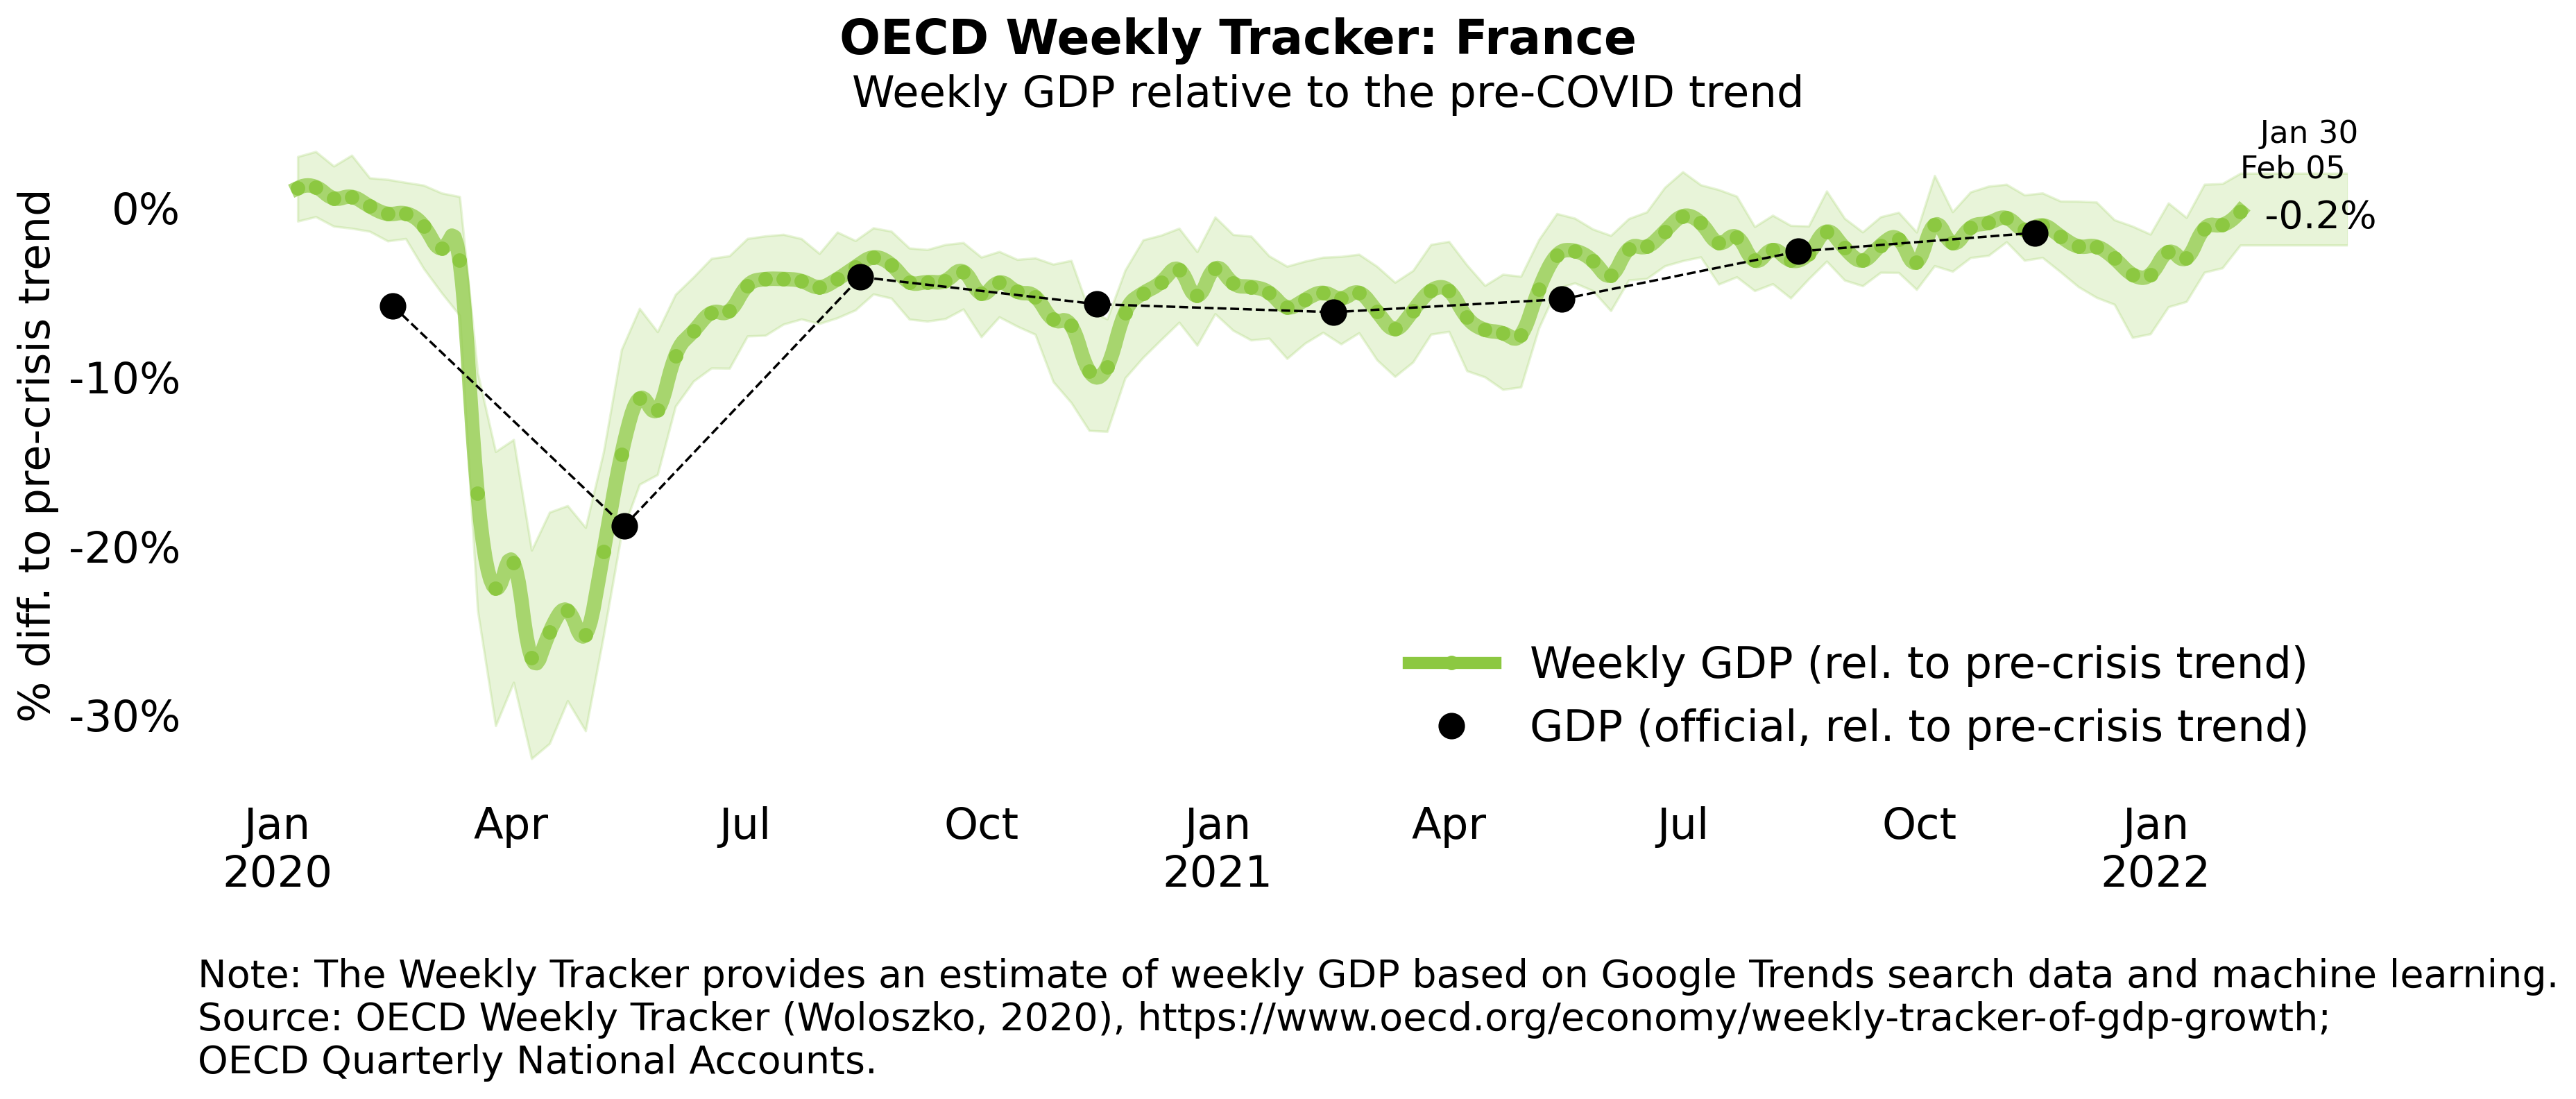 OECD Weekly Tracker: France
Weekly GDP relative to the pre-COVID trend
Jan 30
Feb 05
-0.2%
% diff. to pre-crisis trend
0%
-10%
-20%
-30%
Weekly GDP (rel. to pre-crisis trend)
GDP (official, rel. to pre-crisis trend)
Jan Apr Jul Oct Jan Apr Jul Oct Jan
2020 2021 2022
Note: The Weekly Tracker provides an estimate of weekly GDP based on Google Trends search data and machine learning.
Source: OECD Weekly Tracker (Woloszko, 2020), https://www.oecd.org/economy/weekly-tracker-of-gdp-growth;
OECD Quarterly National Accounts.